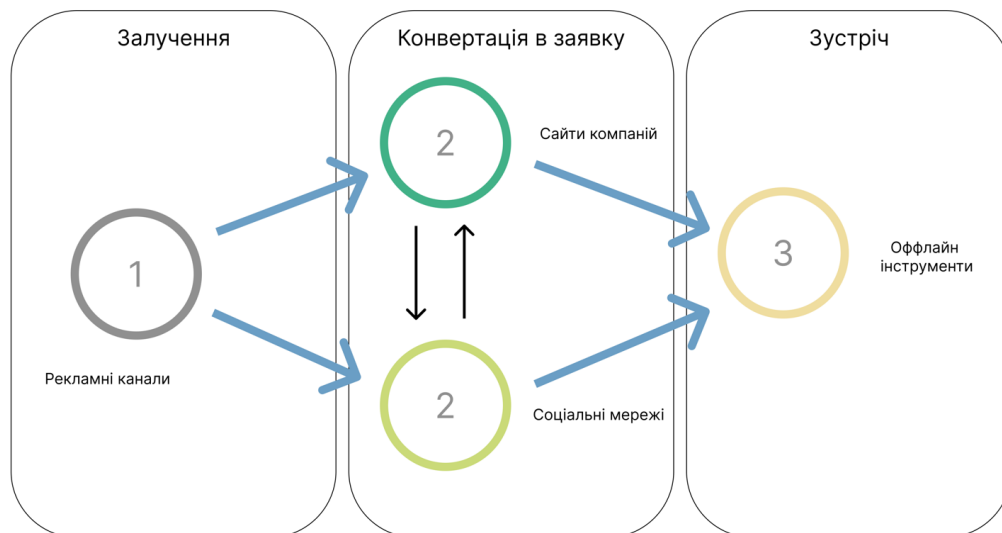 Залучення
Конвертація в заявку
Зустріч
1
Рекламні канали
2
Сайти компаній
2
Соціальні мережі
3
Оффлайн
інструменти